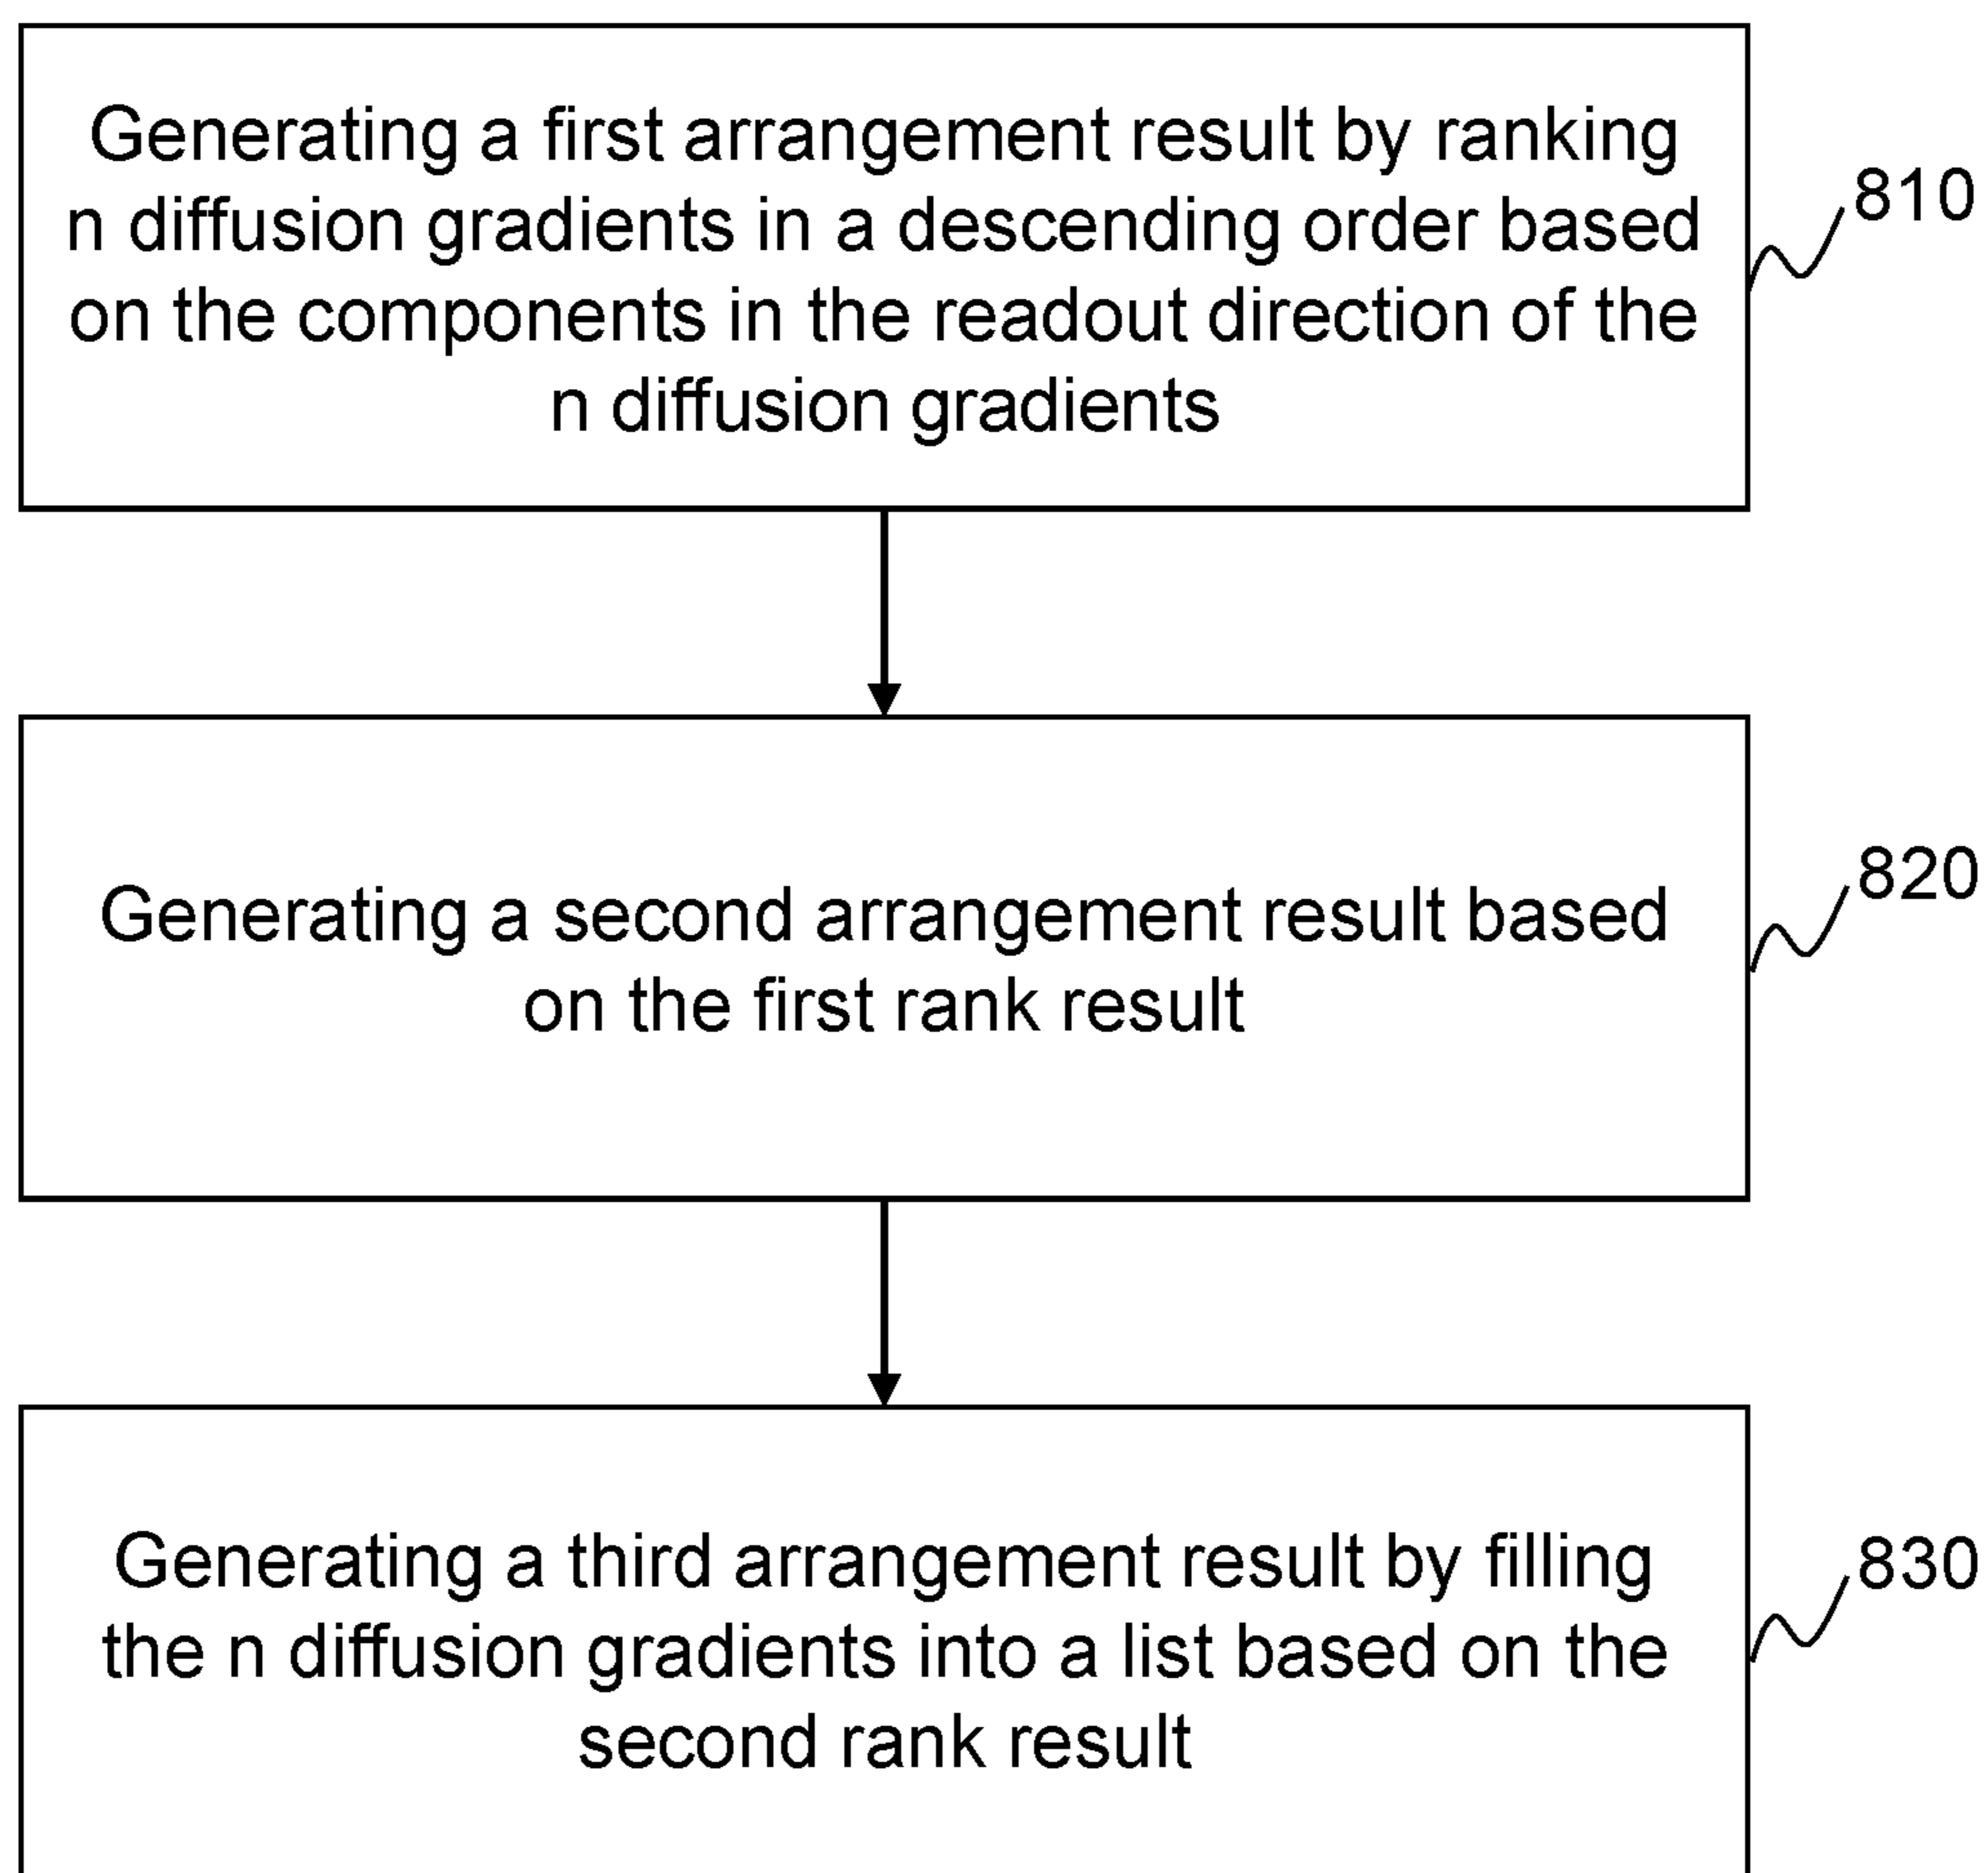 Generating a first arrangement result by ranking
n diffusion gradients in a descending order based
on the components in the readout direction of the
n diffusion gradients
810
Generating a second arrangement result based
on the first rank result
820
Generating a third arrangement result by filling
the n diffusion gradients into a list based on the
second rank result
830